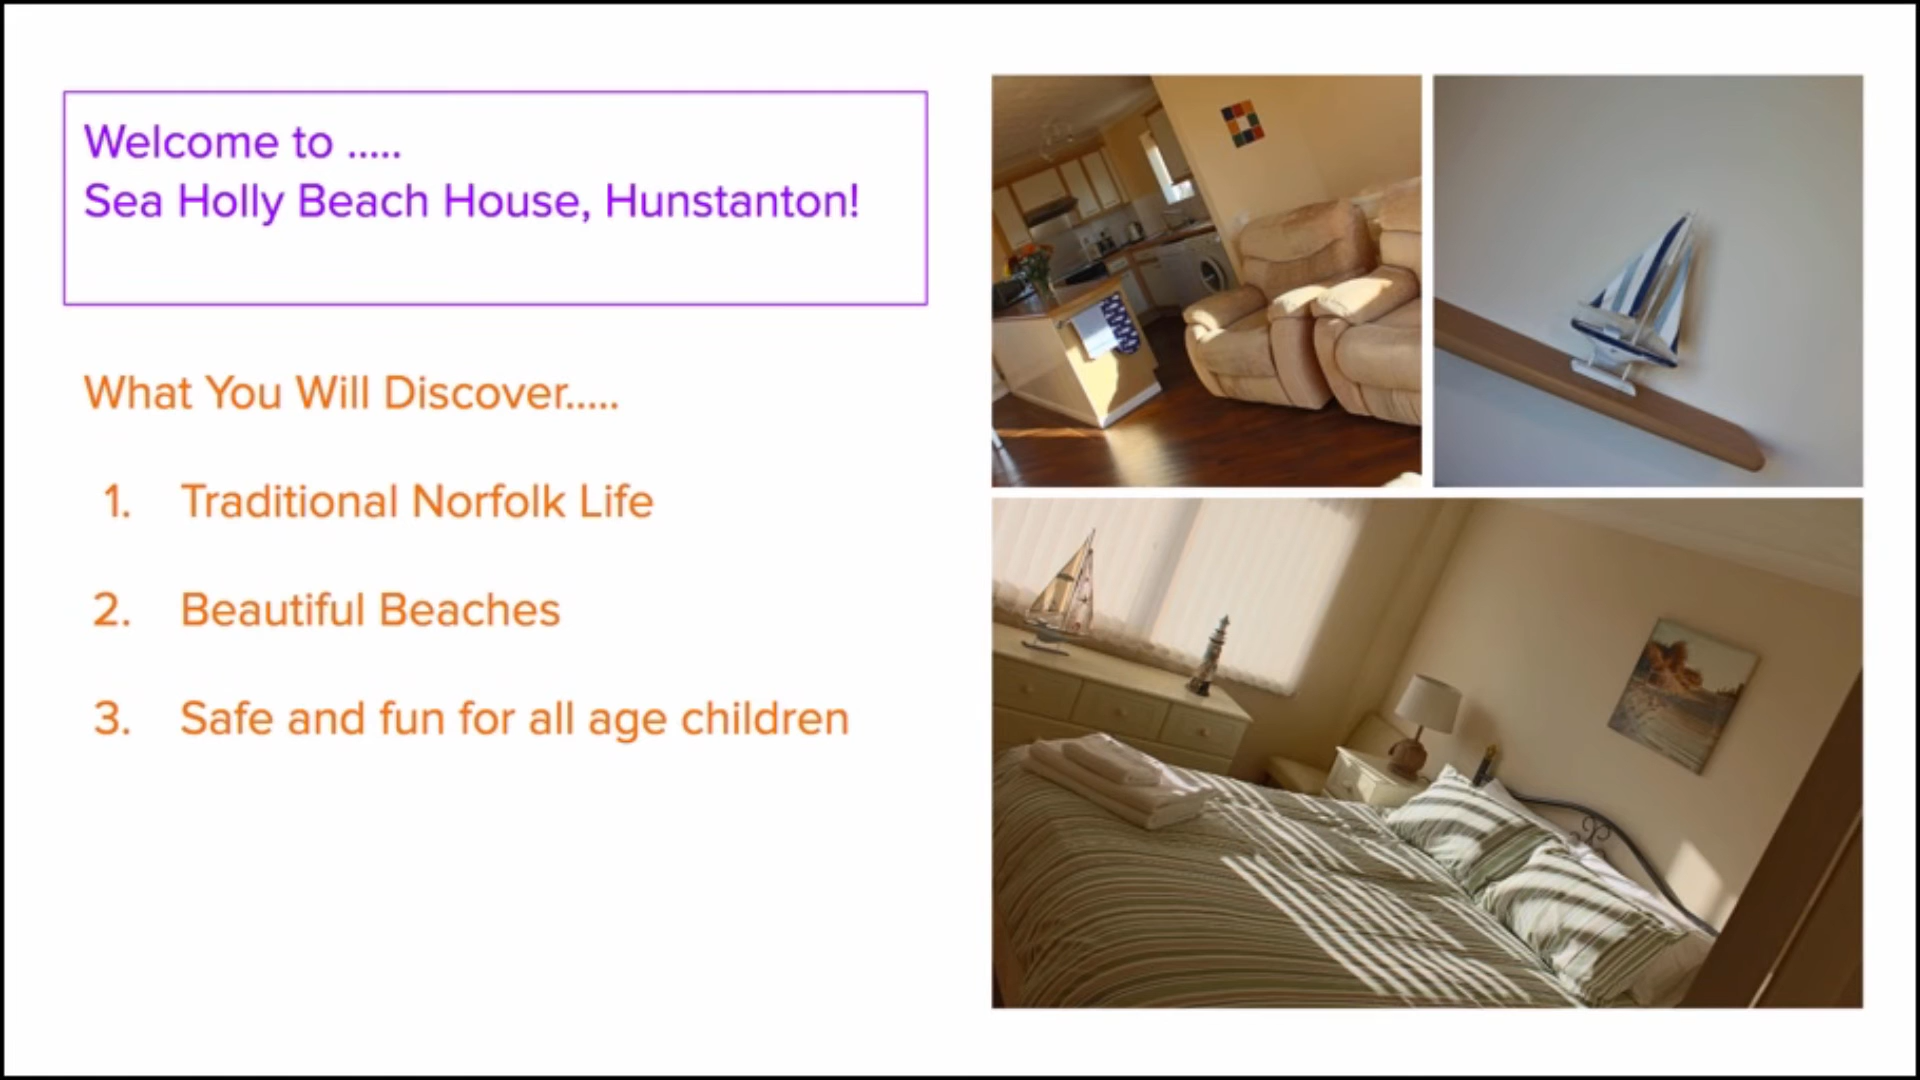 Welcome to .....
Sea Holly Beach House, Hunstanton!
What You Will Discover.....
1. Traditional Norfolk Life
2. Beautiful Beaches
3. Safe and fun for all age children